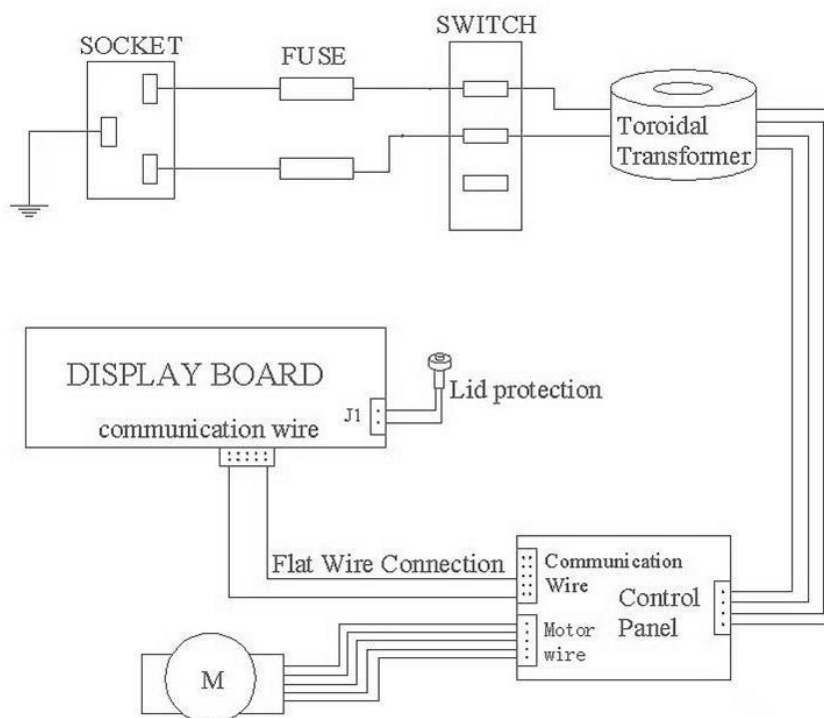 SOCKET
FUSE
SWITCH
Toroidal
Transformer
DISPLAY BOARD
communication wire
J1
Lid protection
Flat Wire Connection
Communication
Wire
Control
Panel
Motor
wire
M